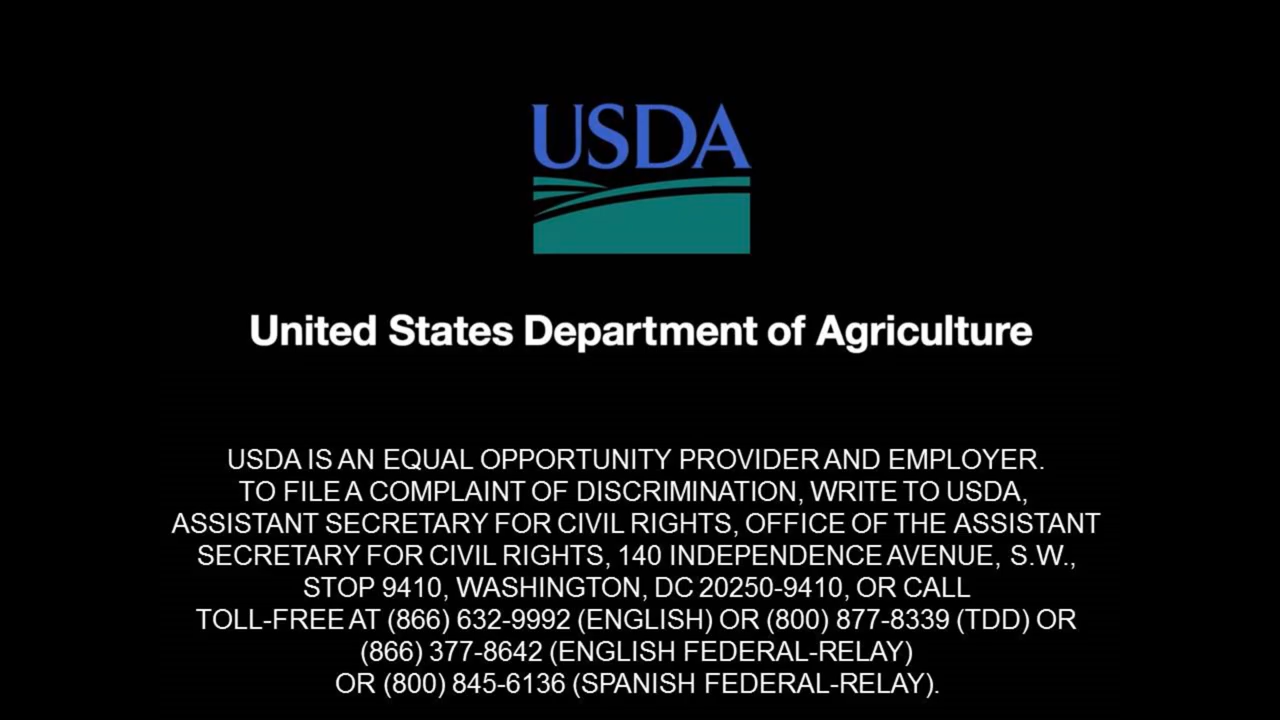 USDA
United States Department of Agriculture
USDA IS AN EQUAL OPPORTUNITY PROVIDER AND EMPLOYER.
TO FILE A COMPLAINT OF DISCRIMINATION, WRITE TO USDA,
ASSISTANT SECRETARY FOR CIVIL RIGHTS, OFFICE OF THE ASSISTANT
SECRETARY FOR CIVIL RIGHTS, 140 INDEPENDENCE AVENUE, S.W.,
STOP 9410, WASHINGTON, DC 20250-9410, OR CALL
TOLL-FREE AT (866) 632-9992 (ENGLISH) OR (800) 877-8339 (TDD) OR
(866) 377-8642 (ENGLISH FEDERAL-RELAY)
OR (800) 845-6136 (SPANISH FEDERAL-RELAY).